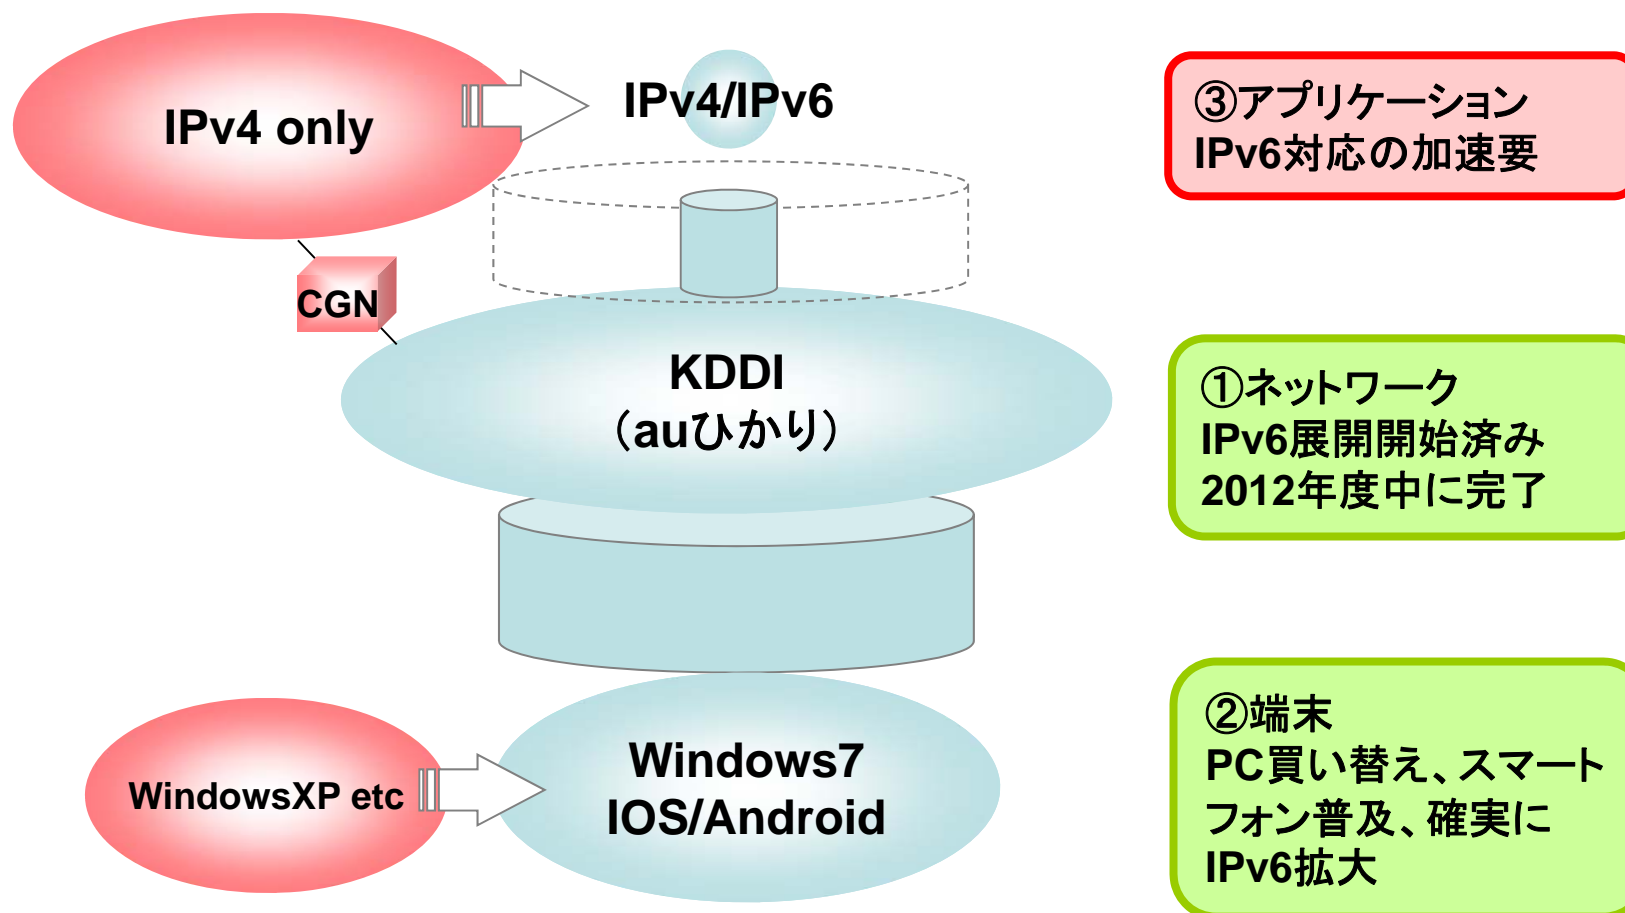 IPv4 only
IPv4/IPv6
③アプリケーション
IPv6対応の加速要
CGN
KDDI
（auひかり）
①ネットワーク
IPv6展開開始済み
2012年度中に完了
WindowsXP etc
Windows7
IOS/Android
②端末
PC買い替え、スマート
フォン普及、確実に
IPv6拡大